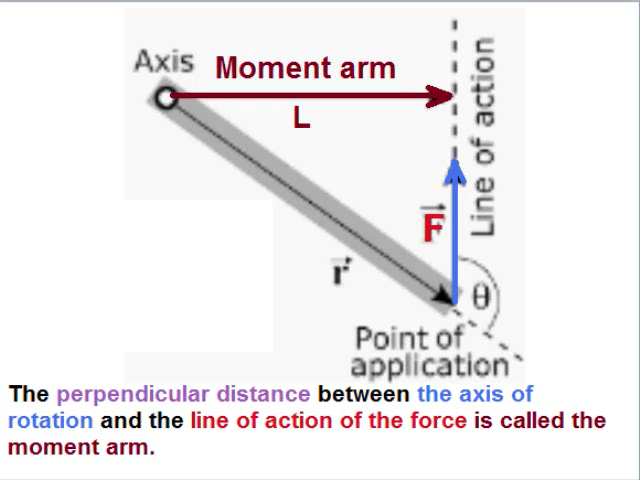 Axis
Moment arm
L
Line of action
F
r
θ
Point of
application
The perpendicular distance between the axis of
rotation and the line of action of the force is called the
moment arm.